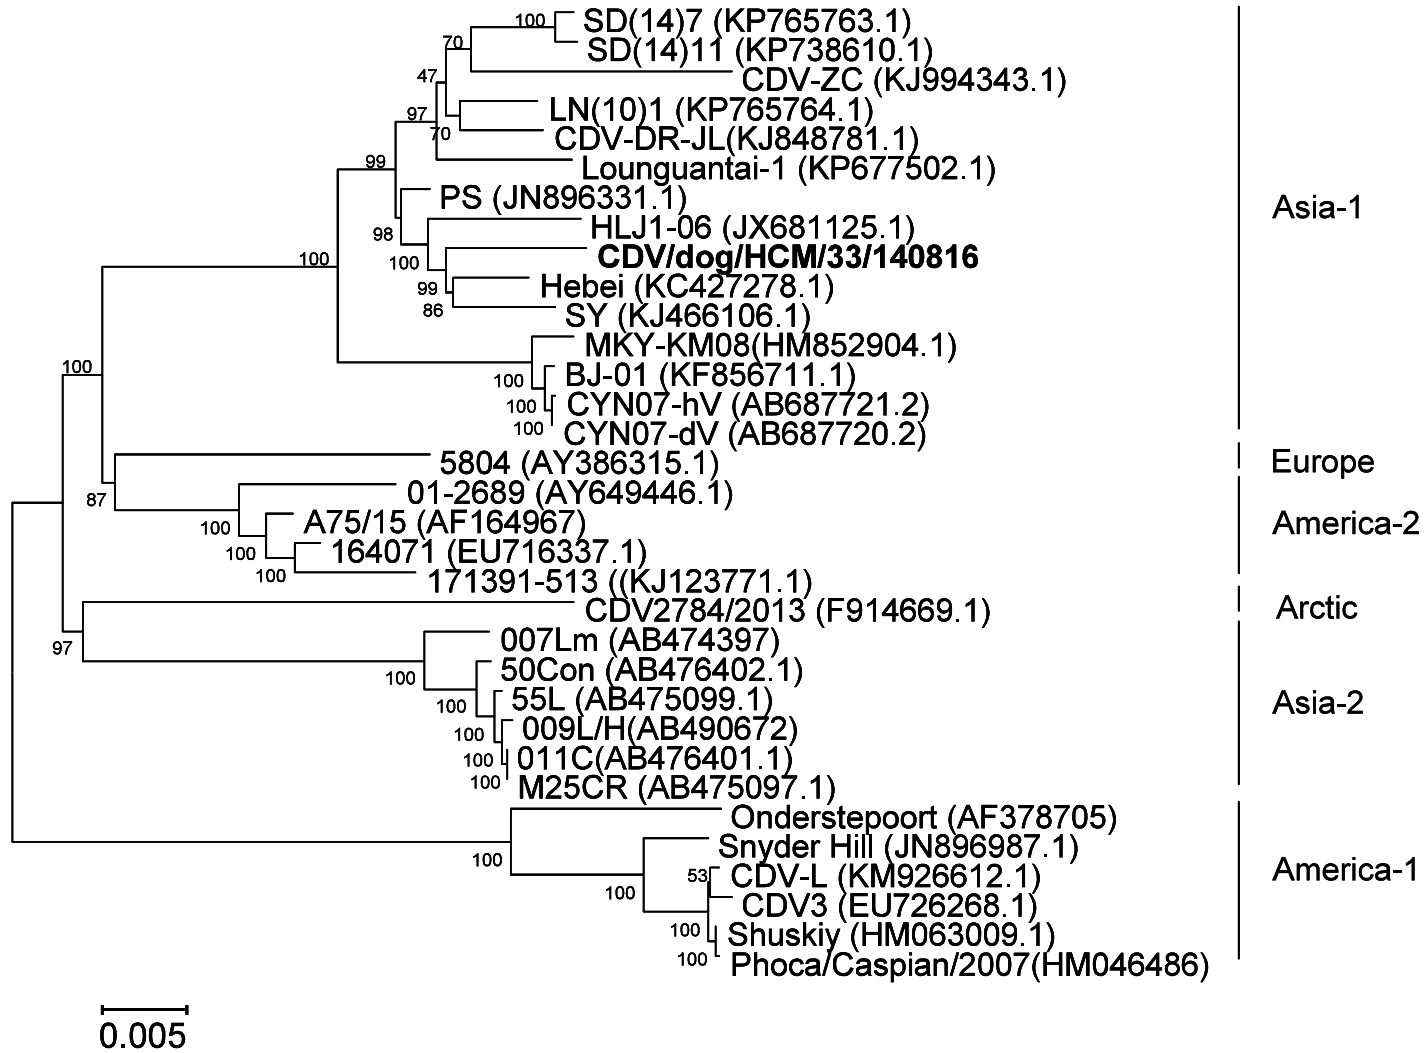 100 SD(14)7 (KP765763.1)
70 SD(14)11 (KP738610.1)
47 CDV-ZC (KJ994343.1)
97 LN(10)1 (KP765764.1)
70 CDV-DR-JL(KJ848781.1)
99 Lounguantai-1 (KP677502.1)
PS (JN896331.1)
Asia-1
98 HLJ1-06 (JX681125.1)
100 100 CDV/dog/HCM/33/140816
99 Hebei (KC427278.1)
86 SY (KJ466106.1)
MKY-KM08(HM852904.1)
100 100 BJ-01 (KF856711.1)
100 CYN07-hV (AB687721.2)
100 CYN07-dV (AB687720.2)
5804 (AY386315.1)
Europe
87 01-2689 (AY649446.1)
100 A75/15 (AF164967)
America-2
100 164071 (EU716337.1)
100 171391-513 ((KJ123771.1)
CDV2784/2013 (F914669.1)
Arctic
97 007Lm (AB474397)
100 50Con (AB476402.1)
100 55L (AB475099.1)
Asia-2
100 009L/H(AB490672)
100 011C(AB476401.1)
100 M25CR (AB475097.1)
Onderstepoort (AF378705)
100 Snyder Hill (JN896987.1)
53 CDV-L (KM926612.1)
America-1
100 CDV3 (EU726268.1)
100 Shuskiy (HM063009.1)
100 Phoca/Caspian/2007(HM046486)
0.005